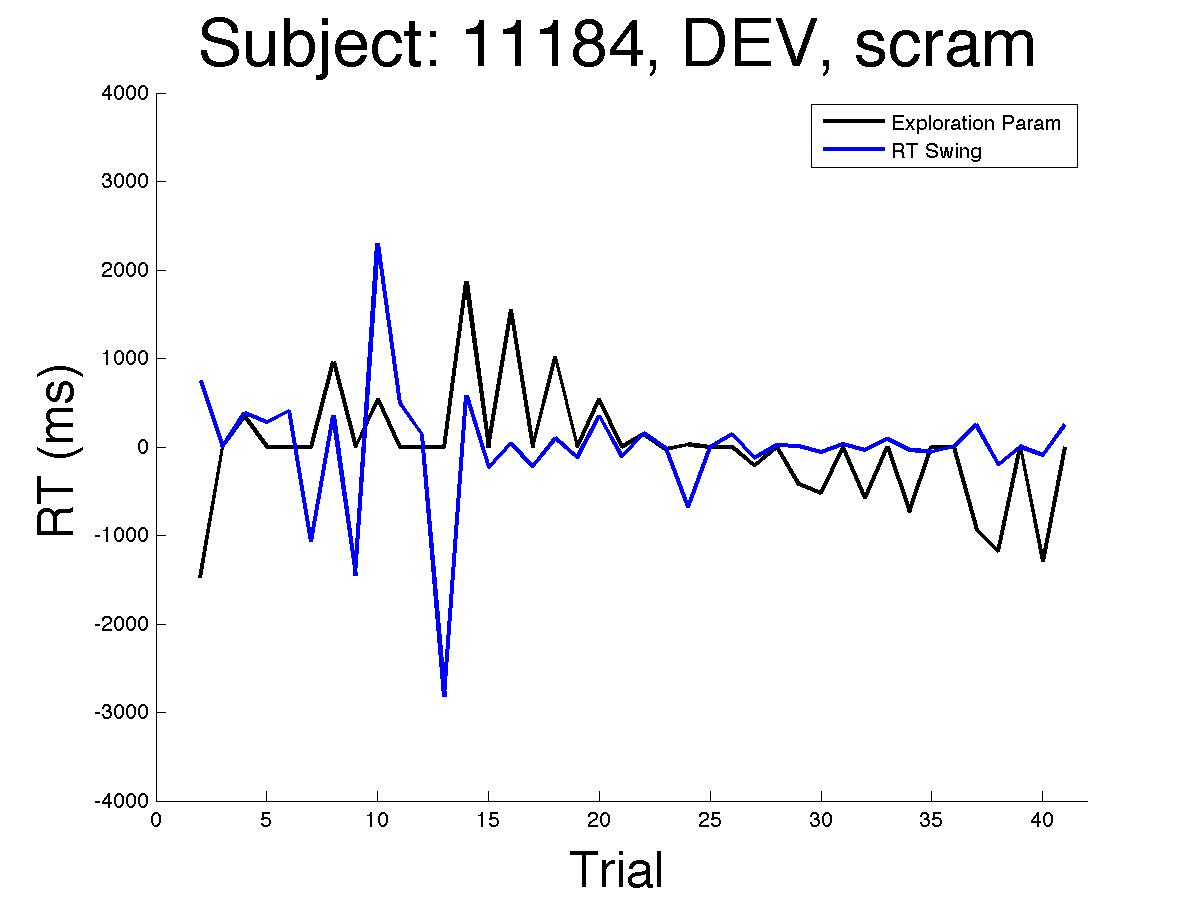 Subject: 11184, DEV, scram
4000
3000
2000
1000
0
-1000
-2000
-3000
-4000
RT (ms)
Exploration Param
RT Swing
0 5 10 15 20 25 30 35 40
Trial